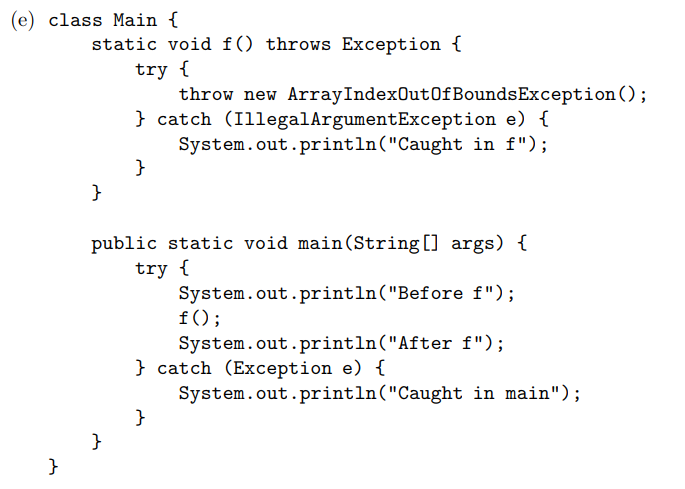 (e) class Main {
static void f() throws Exception {
try {
throw new ArrayIndexOutOfBoundsException();
} catch (IllegalArgumentException e) {
System.out.println("Caught in f");
}
}
public static void main(String[] args) {
try {
System.out.println("Before f");
f();
System.out.println("After f");
} catch (Exception e) {
System.out.println("Caught in main");
}
}
}